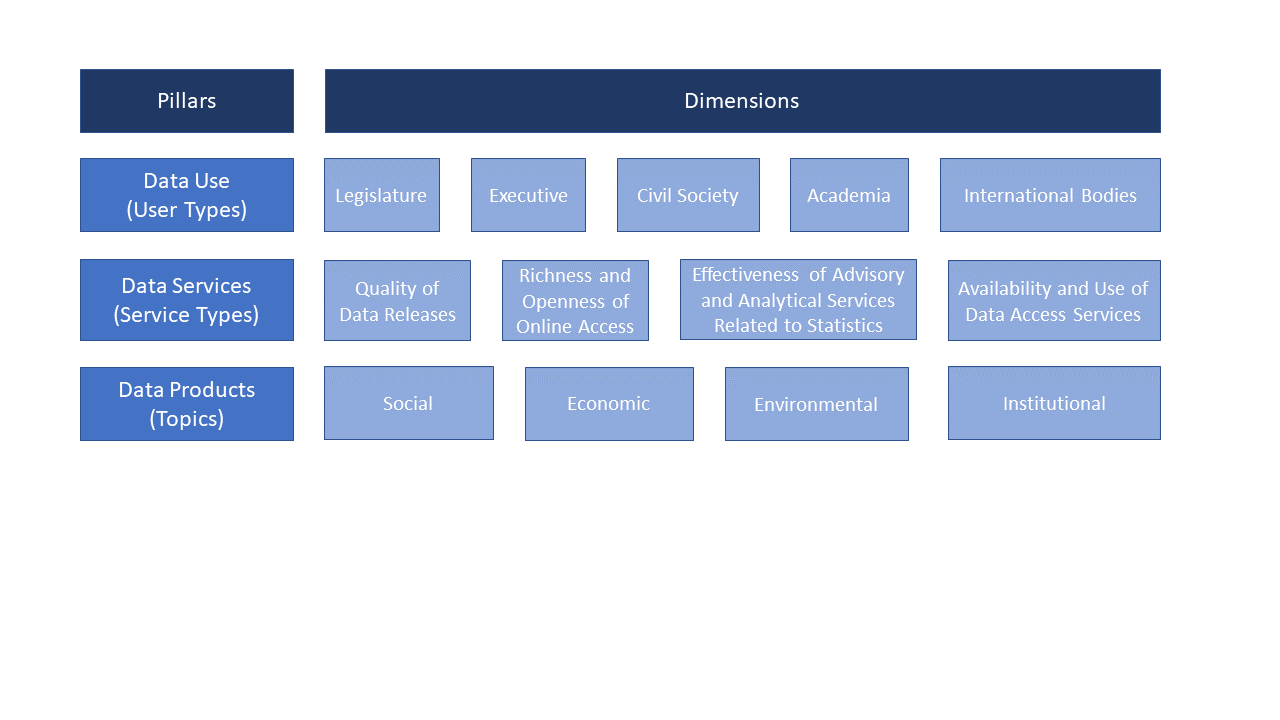 Pillars
Dimensions
Data Use
(User Types)
Legislature
Executive
Civil Society
Academia
International Bodies
Data Services
(Service Types)
Quality of
Data Releases
Richness and
Openness of
Online Access
Effectiveness of Advisory
and Analytical Services
Related to Statistics
Availability and Use of
Data Access Services
Data Products
(Topics)
Social
Economic
Environmental
Institutional